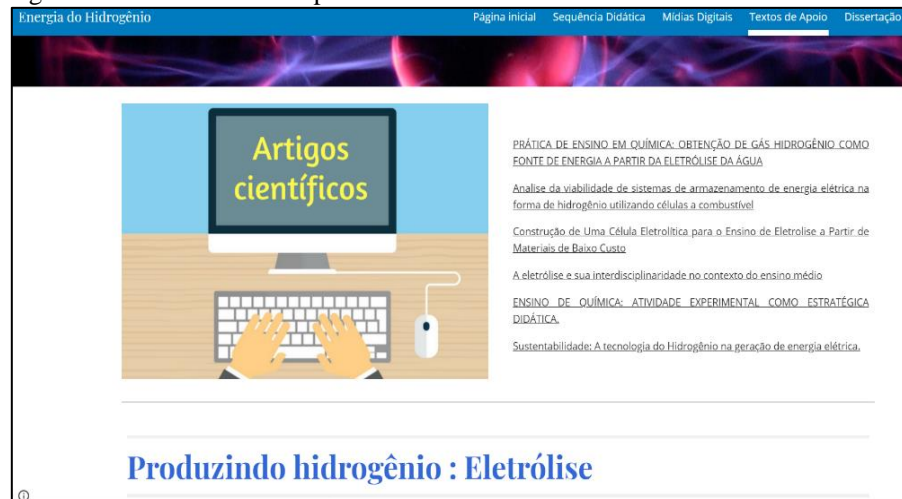 Energia do Hidrogênio
Página inicial Sequência Didática Mídias Digitais Textos de Apoio Dissertação
Artigos
científicos
PRÁTICA DE ENSINO EM QUÍMICA: OBTENÇÃO DE GÁS HIDROGÊNIO COMO
FONTE DE ENERGIA A PARTIR DA ELETRÓLISE DA ÁGUA
Analise da viabilidade de sistemas de armazenamento de energia elétrica na
forma de hidrogênio utilizando células a combustível
Construção de Uma Célula Eletrolítica para o Ensino de Eletrolise a Partir de
Materiais de Baixo Custo
A eletrólise e sua interdisciplinaridade no contexto do ensino médio
ENSINO DE QUÍMICA: ATIVIDADE EXPERIMENTAL COMO ESTRATÉGICA
DIDÁTICA.
Sustentabilidade: A tecnologia do Hidrogênio na geração de energia elétrica.
Produzindo hidrogênio : Eletrólise